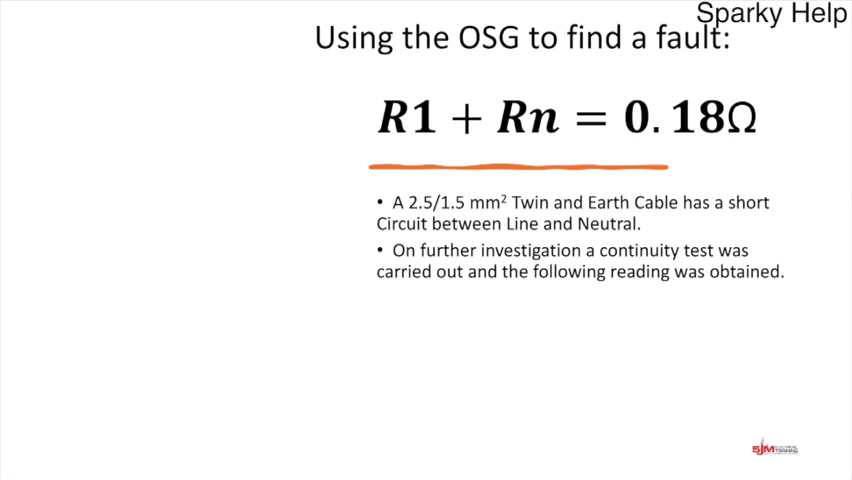 Sparky Help
Using the OSG to find a fault:
R1 + Rn = 0.18Ω
• A 2.5/1.5 mm² Twin and Earth Cable has a short
Circuit between Line and Neutral.
• On further investigation a continuity test was
carried out and the following reading was obtained.
SJM ELECTRICAL
TRAINING